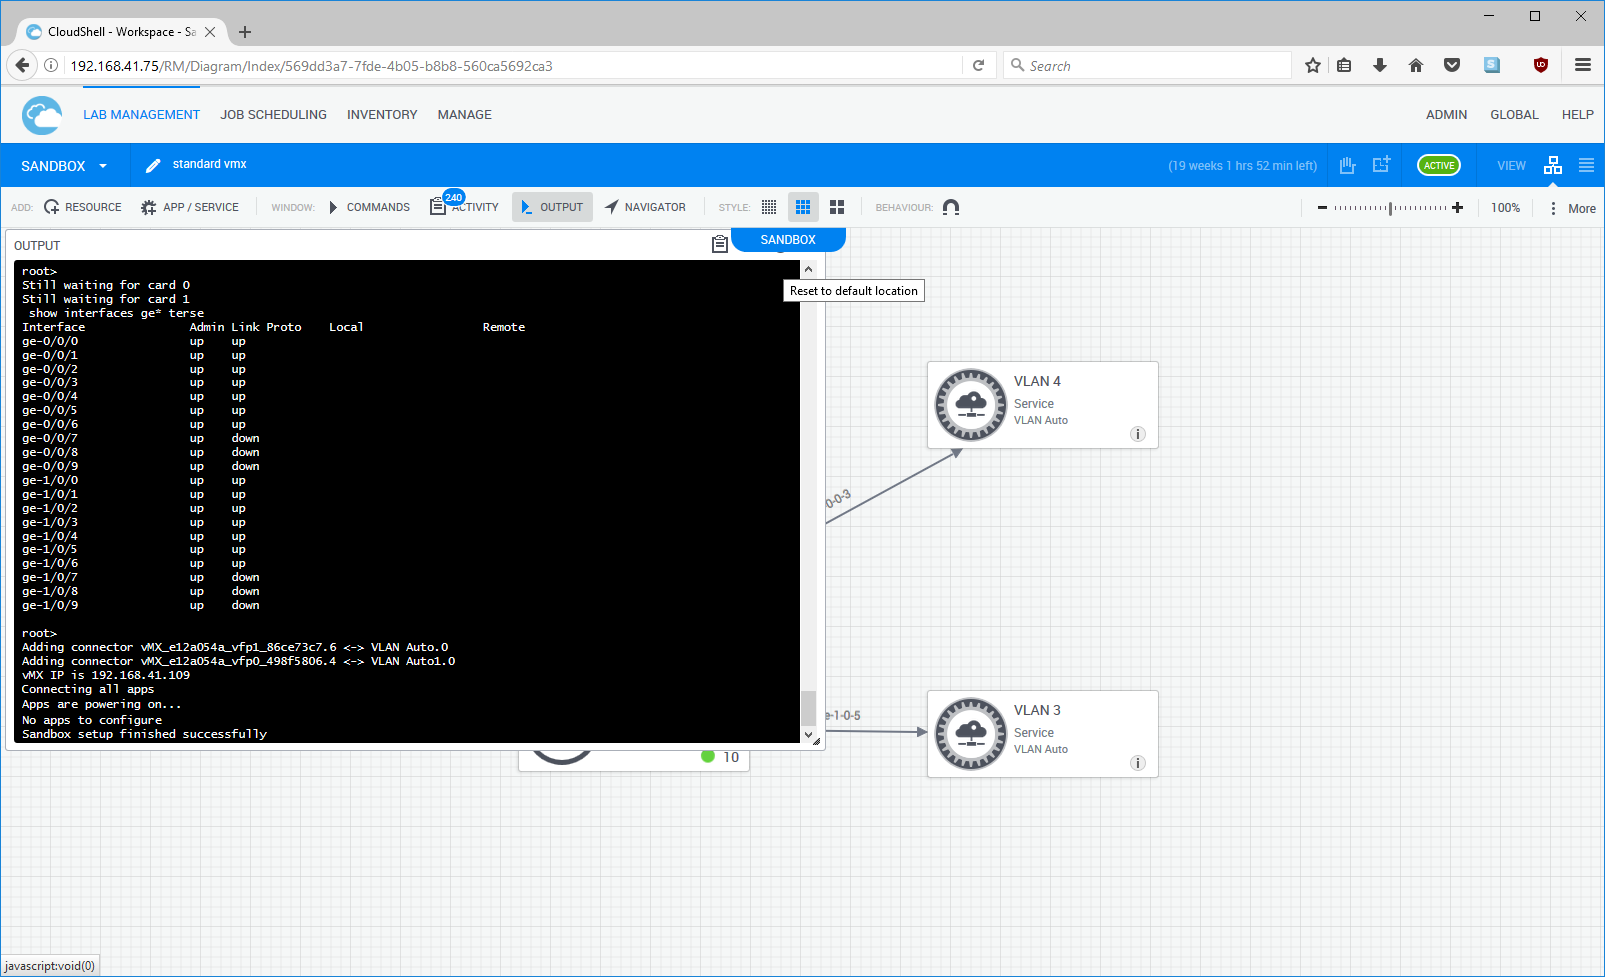 CloudShell - Workspace - Sa
192.168.41.75/RM/Diagram/Index/569dd3a7-7fde-4b05-b8b8-560ca5692ca3
Search
LAB MANAGEMENT JOB SCHEDULING INVENTORY MANAGE ADMIN GLOBAL HELP
SANDBOX standard vmx (19 weeks 1 hrs 52 min left) ACTIVE VIEW
ADD: RESOURCE APP / SERVICE WINDOW: COMMANDS 240 ACTIVITY OUTPUT NAVIGATOR STYLE: BEHAVIOUR: 100% More
OUTPUT
SANDBOX
Reset to default location
root>
Still waiting for card 0
Still waiting for card 1
show interfaces ge* terse
Interface Admin Link Proto Local Remote
ge-0/0/0 up up
ge-0/0/1 up up
ge-0/0/2 up up
ge-0/0/3 up up
ge-0/0/4 up up
ge-0/0/5 up up
ge-0/0/6 up up
ge-0/0/7 up down
ge-0/0/8 up down
ge-0/0/9 up down
ge-1/0/0 up up
ge-1/0/1 up up
ge-1/0/2 up up
ge-1/0/3 up up
ge-1/0/4 up up
ge-1/0/5 up up
ge-1/0/6 up up
ge-1/0/7 up down
ge-1/0/8 up down
ge-1/0/9 up down
root>
Adding connector vMX_e12a054a_vfp1_86ce73c7.6 <-> VLAN Auto.0
Adding connector vMX_e12a054a_vfp0_498f5806.4 <-> VLAN Auto1.0
vMX IP is 192.168.41.109
Connecting all apps
Apps are powering on...
No apps to configure
Sandbox setup finished successfully
VLAN 4
Service
VLAN Auto
0-0-3
e-1-0-5
VLAN 3
Service
VLAN Auto
10
javascript:void(0)